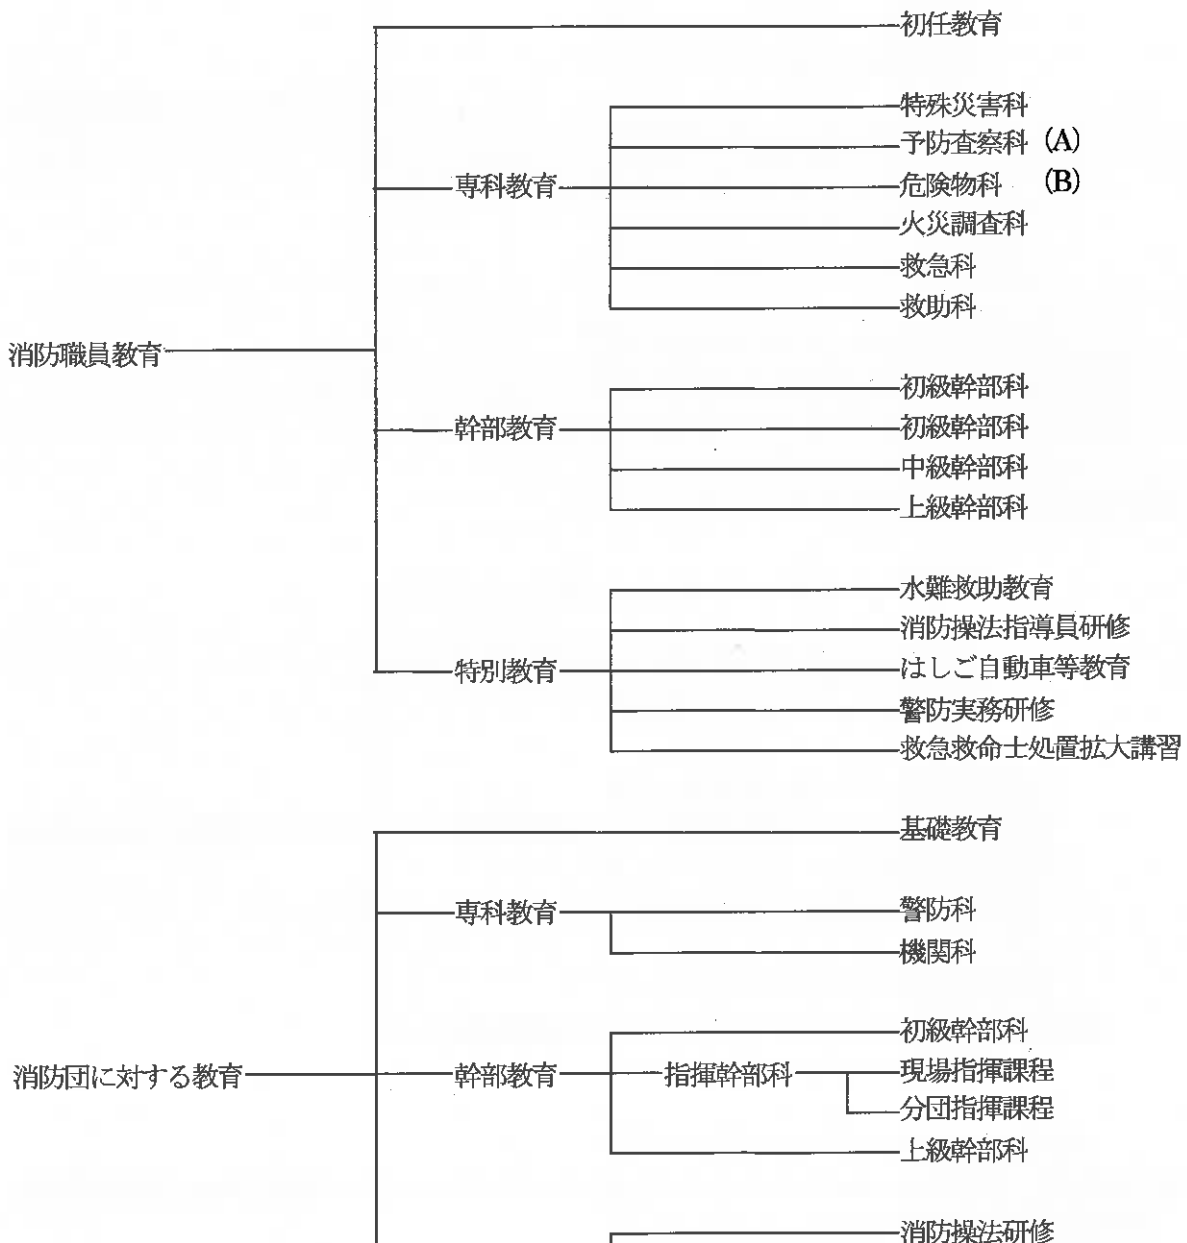 初任教育
特殊災害科
予防査察科 (A)
専科教育
危険物科 (B)
火災調査科
救急科
救助科
消防職員教育
初級幹部科
幹部教育
初級幹部科
中級幹部科
上級幹部科
水難救助教育
消防操法指導員研修
特別教育
はしご自動車等教育
警防実務研修
救急救命士処置拡大講習
基礎教育
専科教育
警防科
機関科
初級幹部科
消防団に対する教育
幹部教育
指揮幹部科
現場指揮課程
分団指揮課程
上級幹部科
消防操法研修